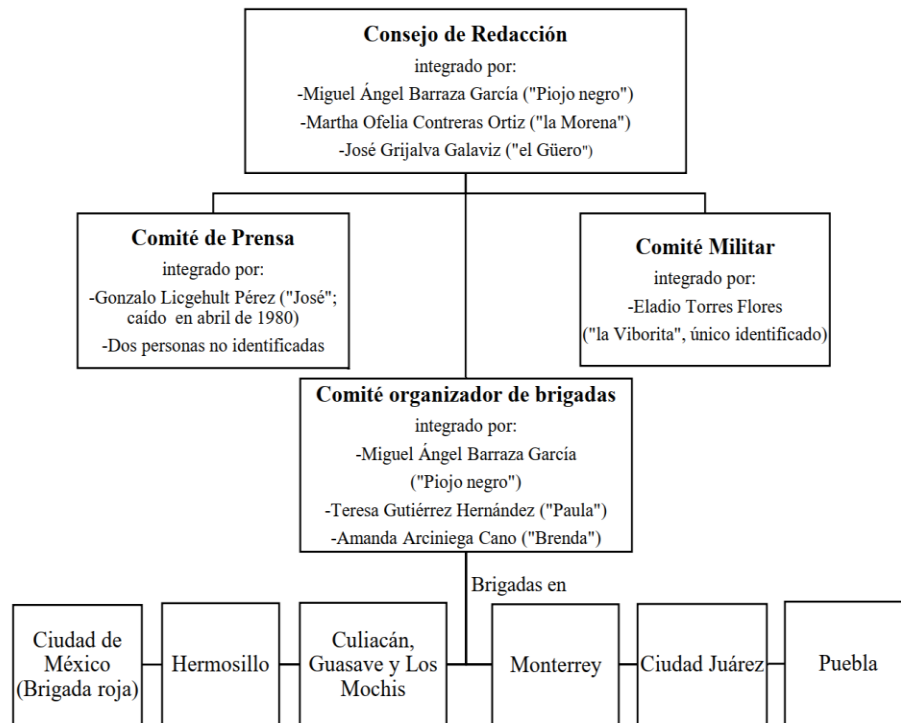 Consejo de Redacción
integrado por:
-Miguel Ángel Barraza García ("Piojo negro")
-Martha Ofelia Contreras Ortiz ("la Morena")
-José Grijalva Galaviz ("el Güero")
Comité de Prensa
integrado por:
-Gonzalo Licgehult Pérez ("José";
caído en abril de 1980)
-Dos personas no identificadas
Comité Militar
integrado por:
-Eladio Torres Flores
("la Viborita", único identificado)
Comité organizador de brigadas
integrado por:
-Miguel Ángel Barraza García
("Piojo negro")
-Teresa Gutiérrez Hernández ("Paula")
-Amanda Arciniega Cano ("Brenda")
Brigadas en
Ciudad de
México
(Brigada roja)
Hermosillo
Culiacán,
Guasave y Los
Mochis
Monterrey
Ciudad Juárez
Puebla